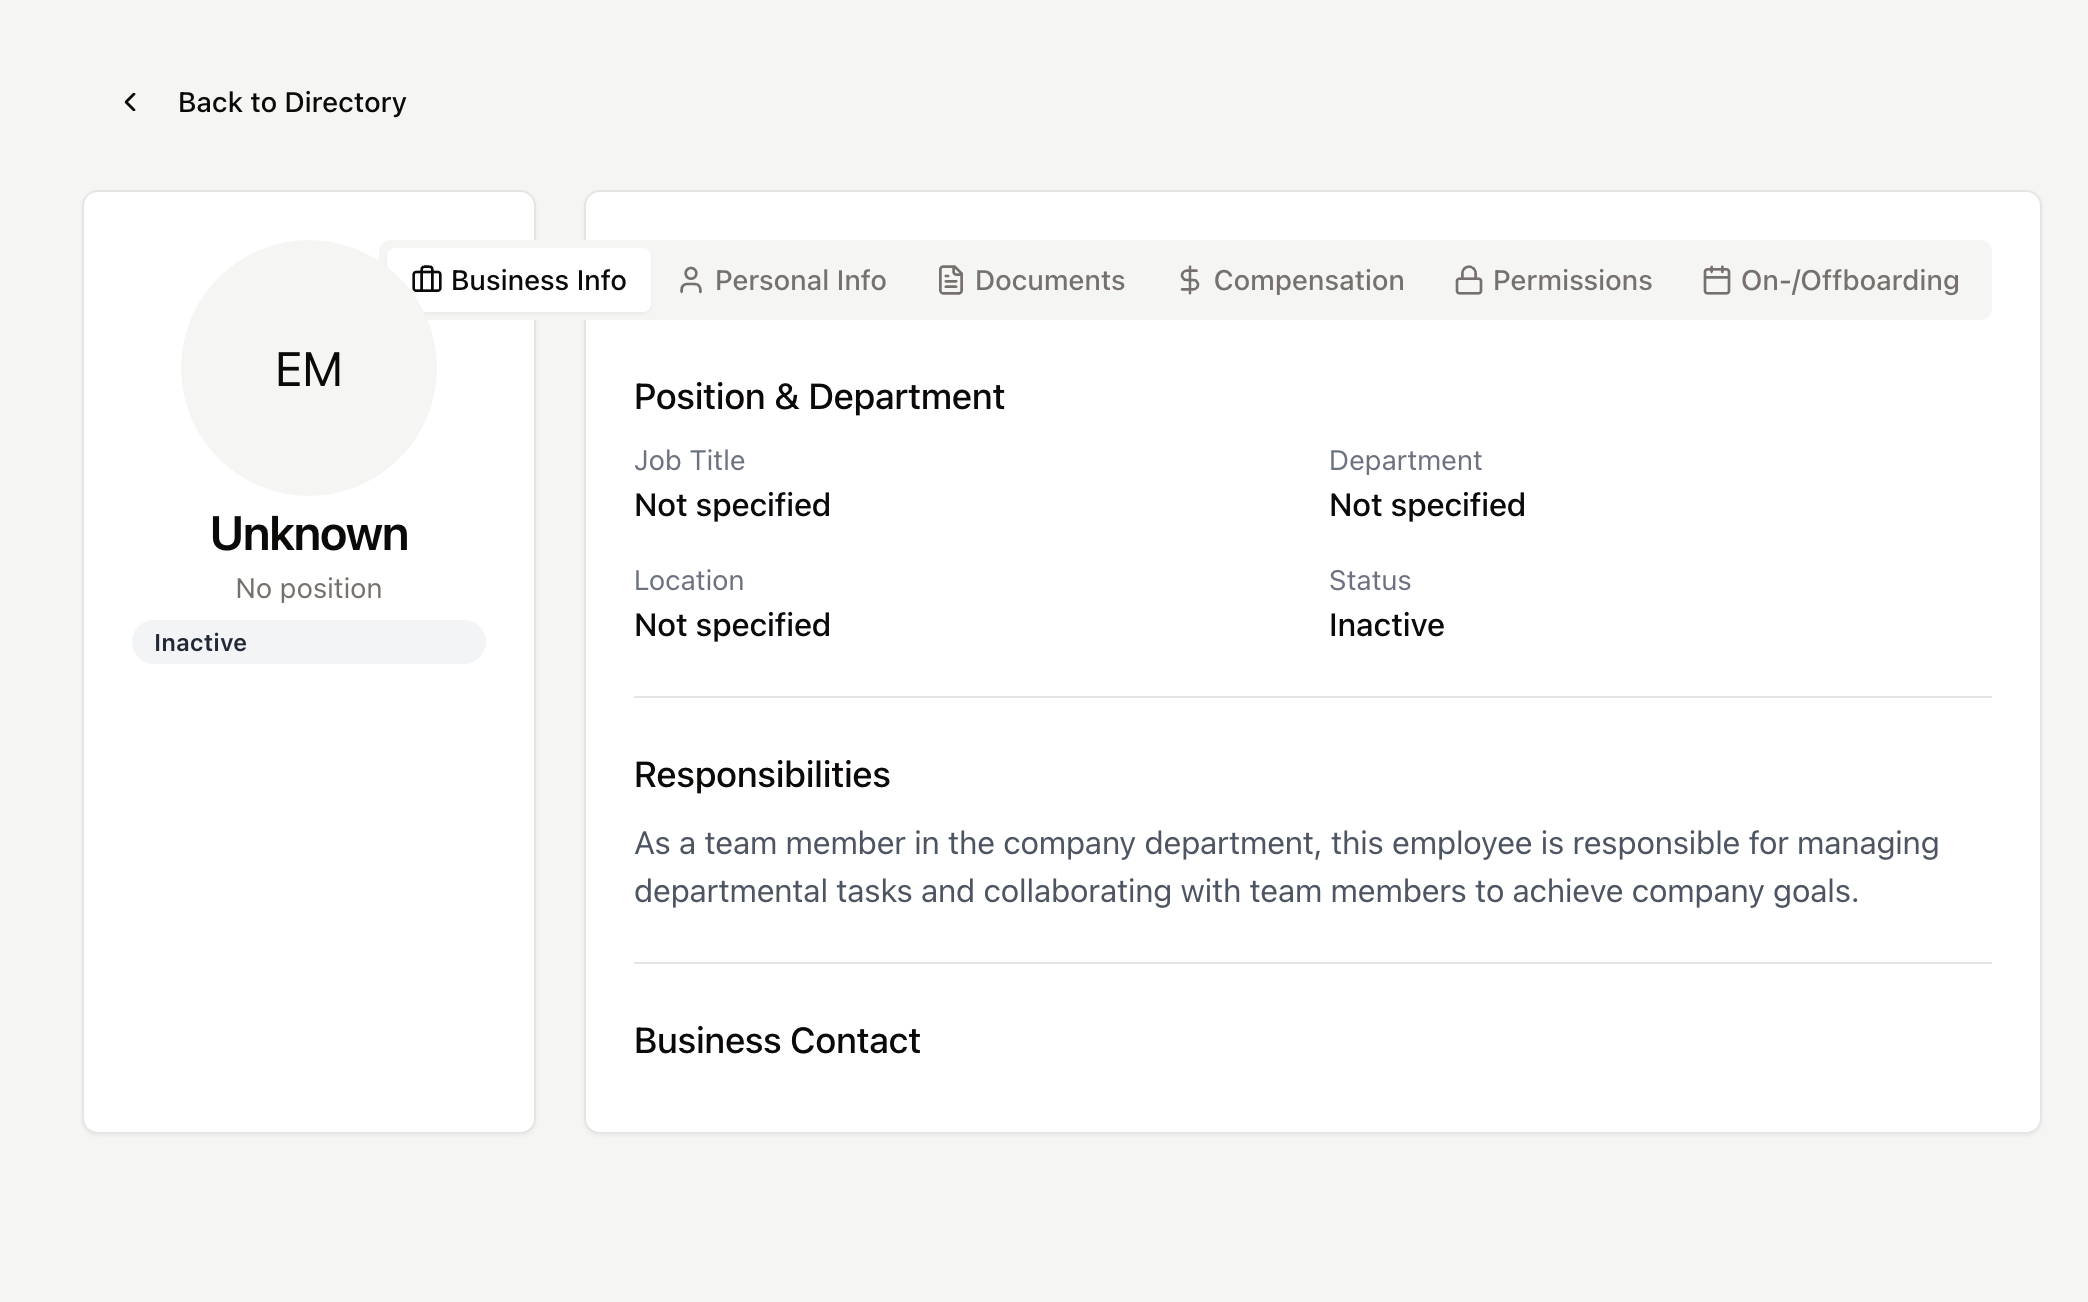 Back to Directory
EM
Unknown
No position
Inactive
Business Info
Personal Info
Documents
Compensation
Permissions
On-/Offboarding
Position & Department
Job Title
Not specified
Department
Not specified
Location
Not specified
Status
Inactive
Responsibilities
As a team member in the company department, this employee is responsible for managing
departmental tasks and collaborating with team members to achieve company goals.
Business Contact